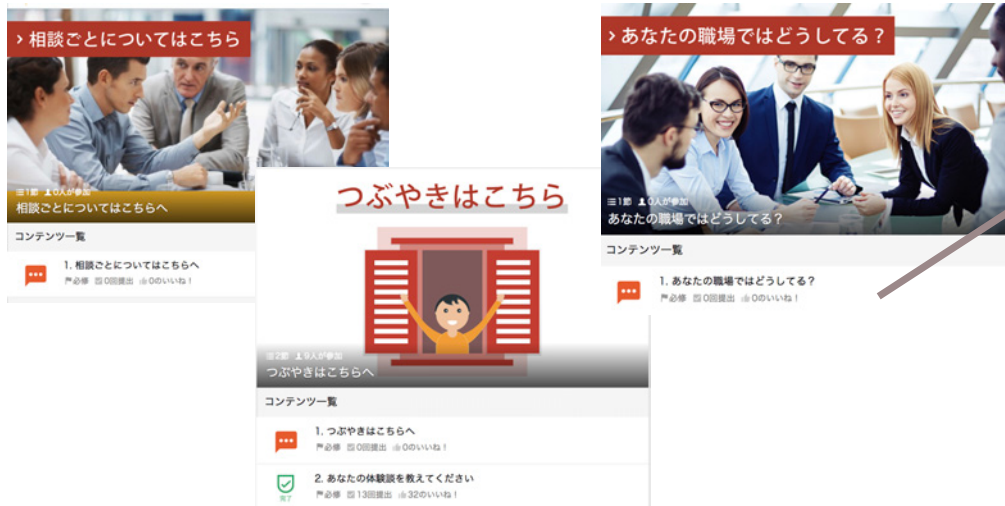 › 相談ごとについてはこちら
1節 0人が参加
相談ごとについてはこちらへ
コンテンツ一覧
1. 相談ごとについてはこちらへ
必修 0回提出 0のいいね！
つぶやきはこちら
2節 9人が参加
つぶやきはこちらへ
コンテンツ一覧
1. つぶやきはこちらへ
必修 0回提出 0のいいね！
2. あなたの体験談を教えてください
完了
必修 13回提出 32のいいね！
› あなたの職場ではどうしてる？
1節 0人が参加
あなたの職場ではどうしてる？
コンテンツ一覧
1. あなたの職場ではどうしてる？
必修 0回提出 0のいいね！